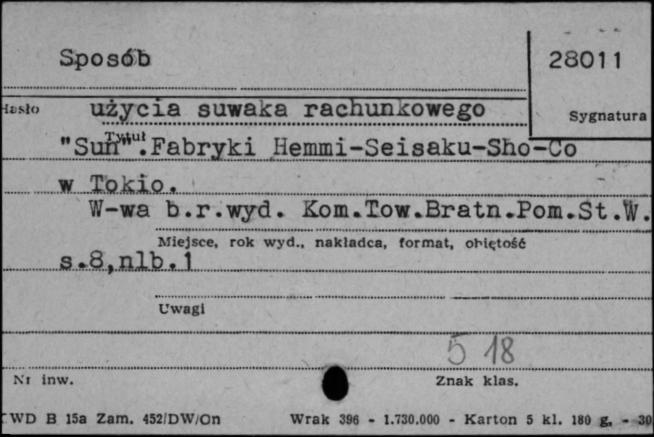 Sposób
28011
Hasło
użycia suwaka rachunkowego
Sygnatura
Tytuł
"Sun".Fabryki Hemmi-Seisaku-Sho-Co
w Tokio.
W-wa b.r.wyd. Kom.Tow.Bratn.Pom.St.W.
Miejsce, rok wyd., nakładca, format, objętość
s.8,nlb.1
Uwagi
5 18
Nr inw.
Znak klas.
WD B 15a Zam. 452/DW/On Wrak 396 - 1.730.000 - Karton 5 kl. 180 g. - 30